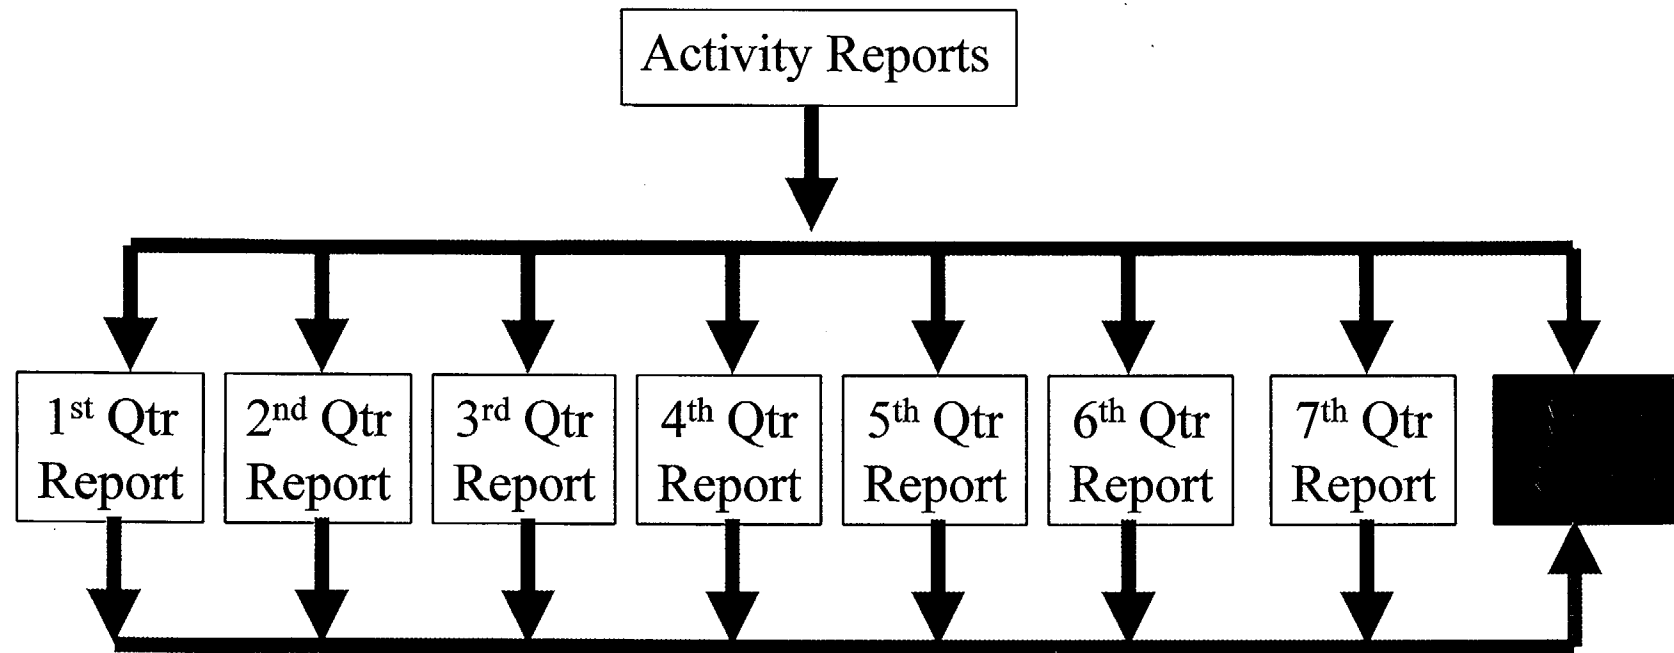 Activity Reports
1st Qtr
Report
2nd Qtr
Report
3rd Qtr
Report
4th Qtr
Report
5th Qtr
Report
6th Qtr
Report
7th Qtr
Report